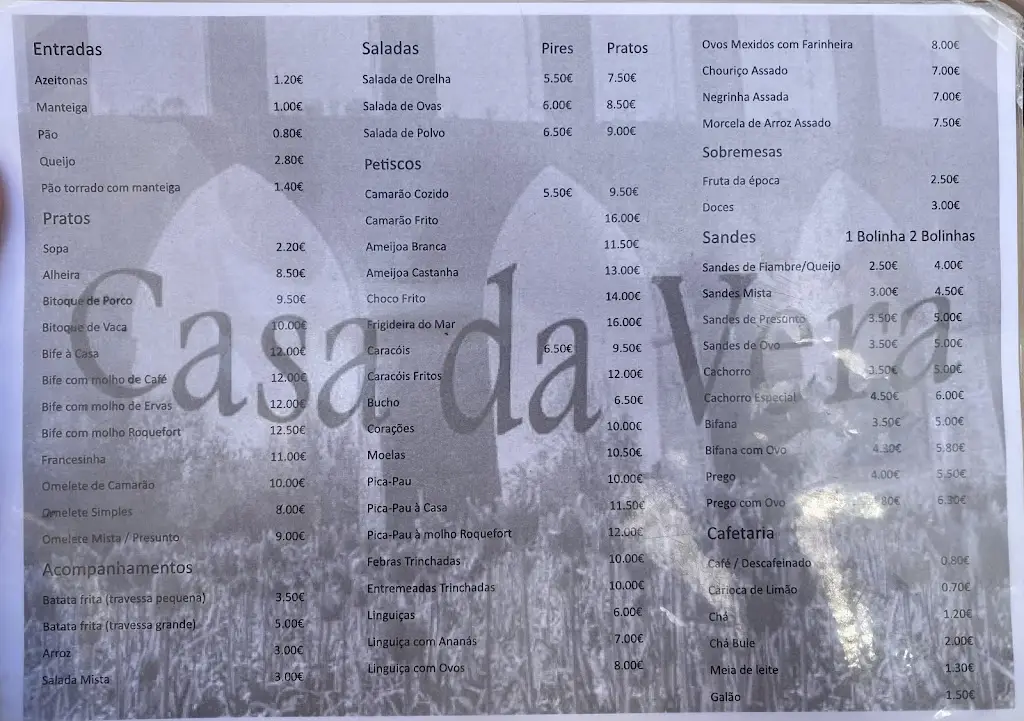 Entradas
Azeitonas 1.20€
Manteiga 1.00€
Pão 0.80€
Queijo 2.80€
Pão torrado com manteiga 1.40€
Pratos
Sopa 2.20€
Alheira 8.50€
Bitoque de Porco 9.50€
Bitoque de Vaca 10.00€
Bife à Casa 12.00€
Bife com molho de Café 12.00€
Bife com molho de Ervas 12.00€
Bife com molho Roquefort 12.50€
Francesinha 11.00€
Omelete de Camarão 10.00€
Omelete Simples 8.00€
Omelete Mista / Presunto 9.00€
Acompanhamentos
Batata frita (travessa pequena) 3.50€
Batata frita (travessa grande) 5.00€
Arroz 3.00€
Salada Mista 3.00€
Saladas Pires Pratos
Salada de Orelha 5.50€ 7.50€
Salada de Ovas 6.00€ 8.50€
Salada de Polvo 6.50€ 9.00€
Petiscos
Camarão Cozido 5.50€ 9.50€
Camarão Frito 16.00€
Ameijoa Branca 11.50€
Ameijoa Castanha 13.00€
Choco Frito 14.00€
Frigideira do Mar 16.00€
Caracóis 6.50€ 9.50€
Caracóis Fritos 12.00€
Bucho 6.50€
Corações 10.00€
Moelas 10.50€
Pica-Pau 10.00€
Pica-Pau à Casa 11.50€
Pica-Pau à molho Roquefort 12.00€
Febras Trinchadas 10.00€
Entremeadas Trinchadas 10.00€
Linguiças 6.00€
Linguiça com Ananás 7.00€
Linguiça com Ovos 8.00€
Ovos Mexidos com Farinheira 8.00€
Chouriço Assado 7.00€
Negrinha Assada 7.00€
Morcela de Arroz Assado 7.50€
Sobremesas
Fruta da época 2.50€
Doces 3.00€
Sandes 1 Bolinha 2 Bolinhas
Sandes de Fiambre/Queijo 2.50€ 4.00€
Sandes Mista 3.00€ 4.50€
Sandes de Presunto 3.50€ 5.00€
Sandes de Ovo 3.50€ 5.00€
Cachorro 3.50€ 5.00€
Cachorro Especial 4.50€ 6.00€
Bifana 3.50€ 5.00€
Bifana com Ovo 4.30€ 5.80€
Prego 4.00€ 5.50€
Prego com Ovo 80€ 6.30€
Cafetaria
Café / Descafeinado 0.80€
Carioca de Limão 0.70€
Chá 1.20€
Chá Bule 2.00€
Meia de leite 1.30€
Galão 1.50€
Casa da Vera